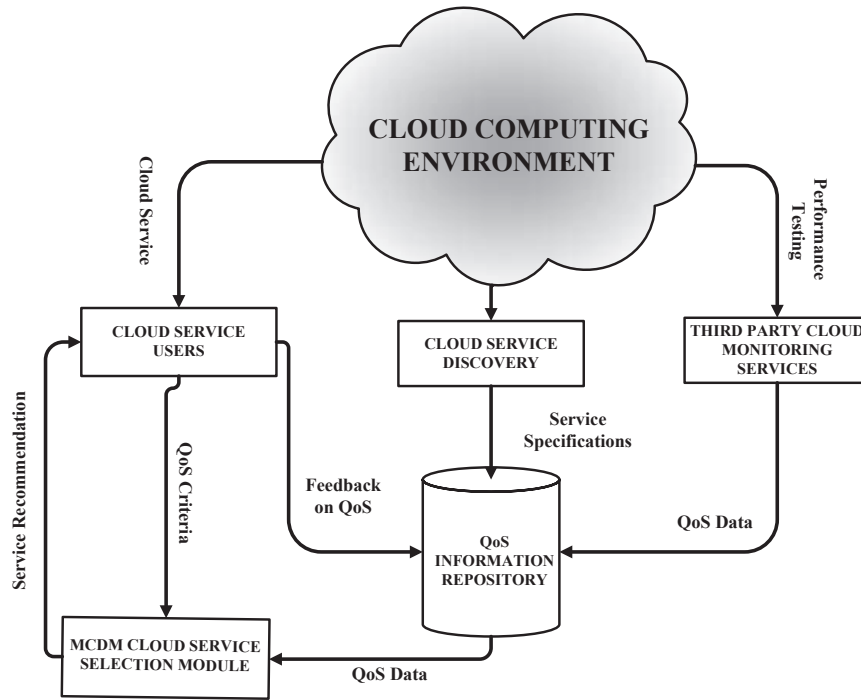 CLOUD COMPUTING
ENVIRONMENT
Cloud Service
Performance
Testing
CLOUD SERVICE
USERS
CLOUD SERVICE
DISCOVERY
THIRD PARTY CLOUD
MONITORING
SERVICES
Service Recommendation
QoS Criteria
Feedback
on QoS
Service
Specifications
QoS Data
QoS
INFORMATION
REPOSITORY
MCDM CLOUD SERVICE
SELECTION MODULE
QoS Data